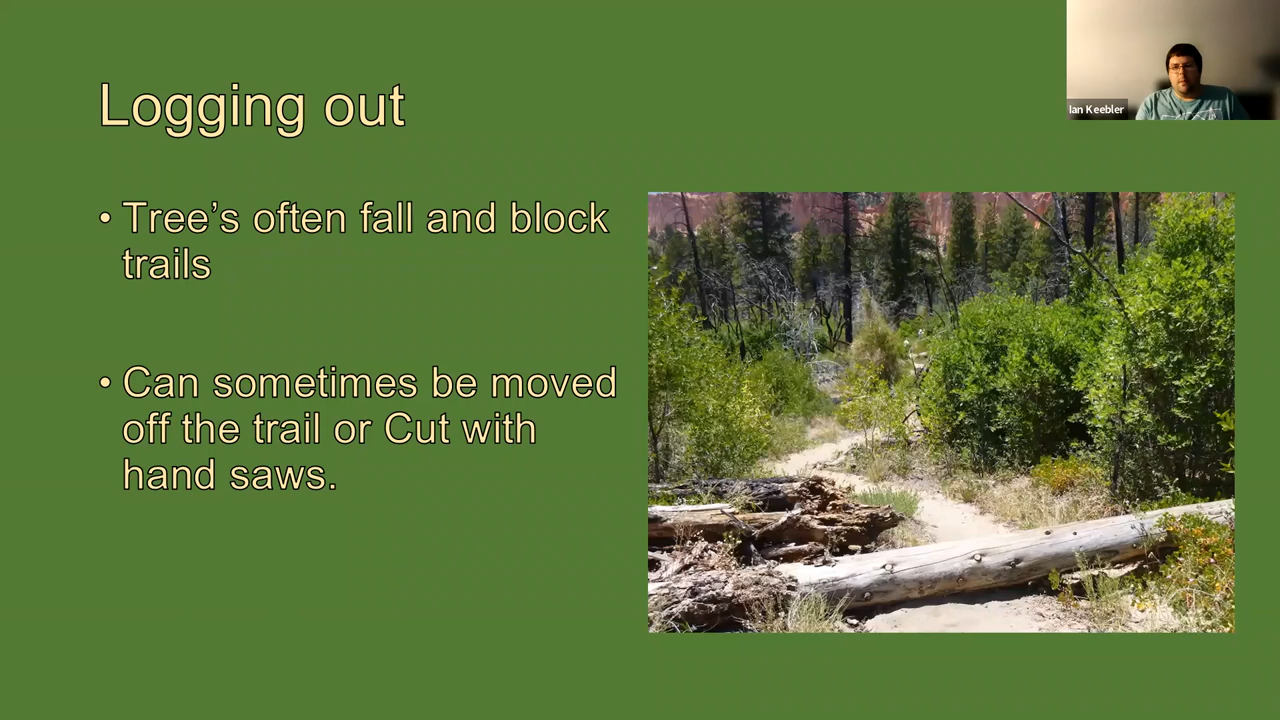 Logging out
Ian Keebler
• Tree’s often fall and block
trails
• Can sometimes be moved
off the trail or Cut with
hand saws.